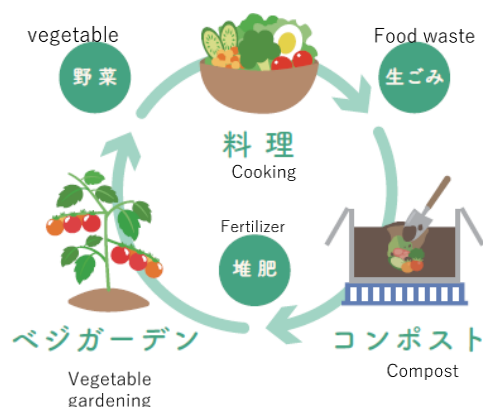 vegetable
野菜
Food waste
生ごみ
料理
Cooking
Fertilizer
堆肥
ベジガーデン
Vegetable
gardening
コンポスト
Compost